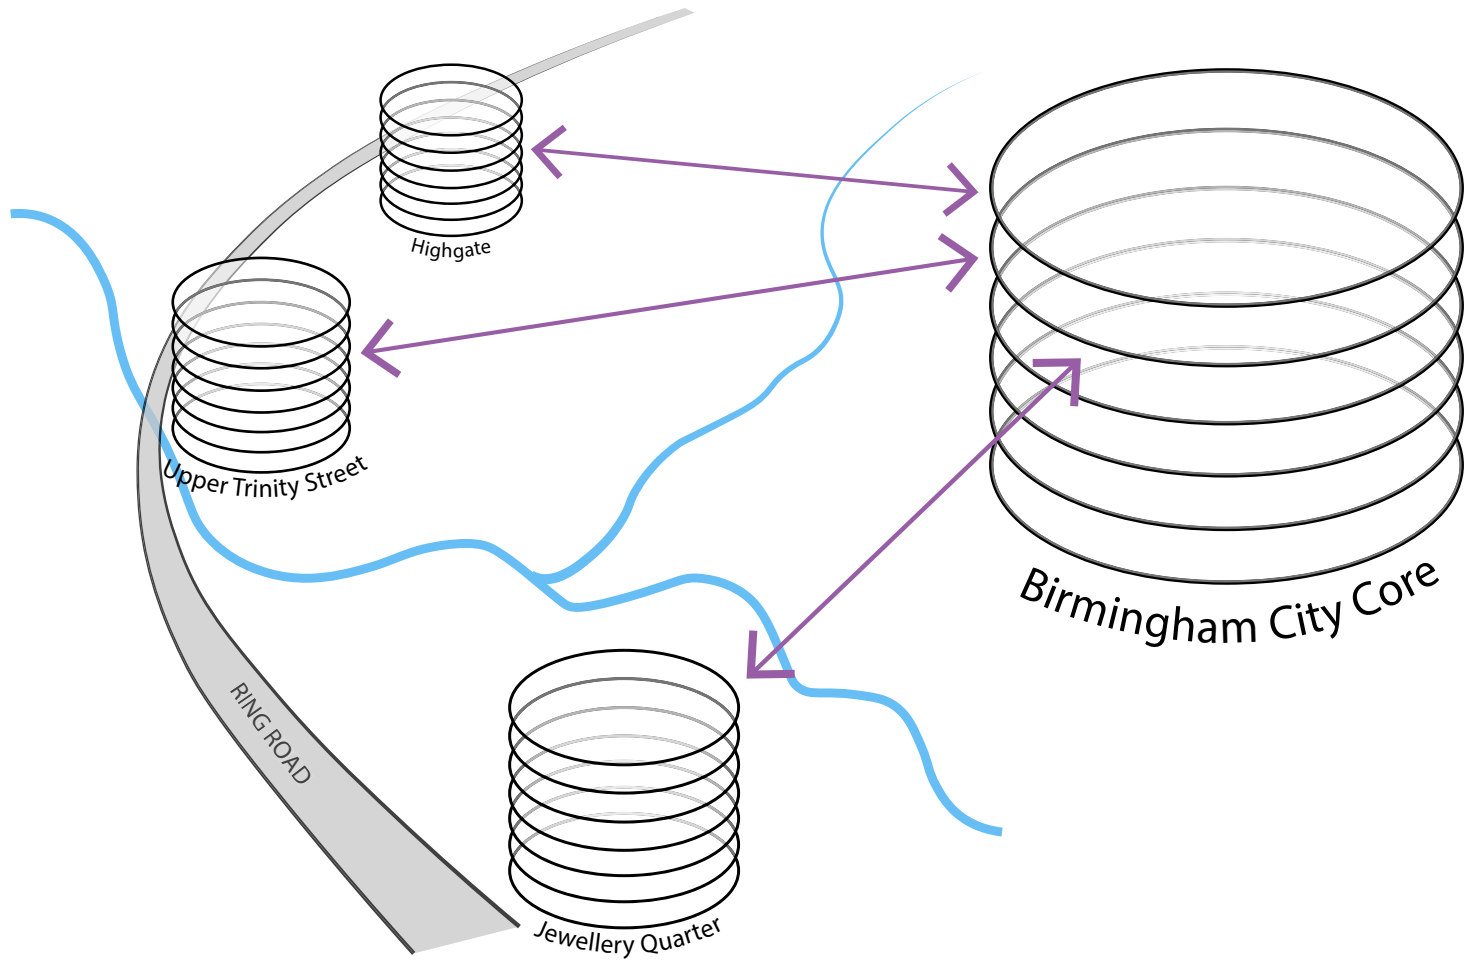 Highgate
Upper Trinity Street
Birmingham City Core
RING ROAD
Jewellery Quarter